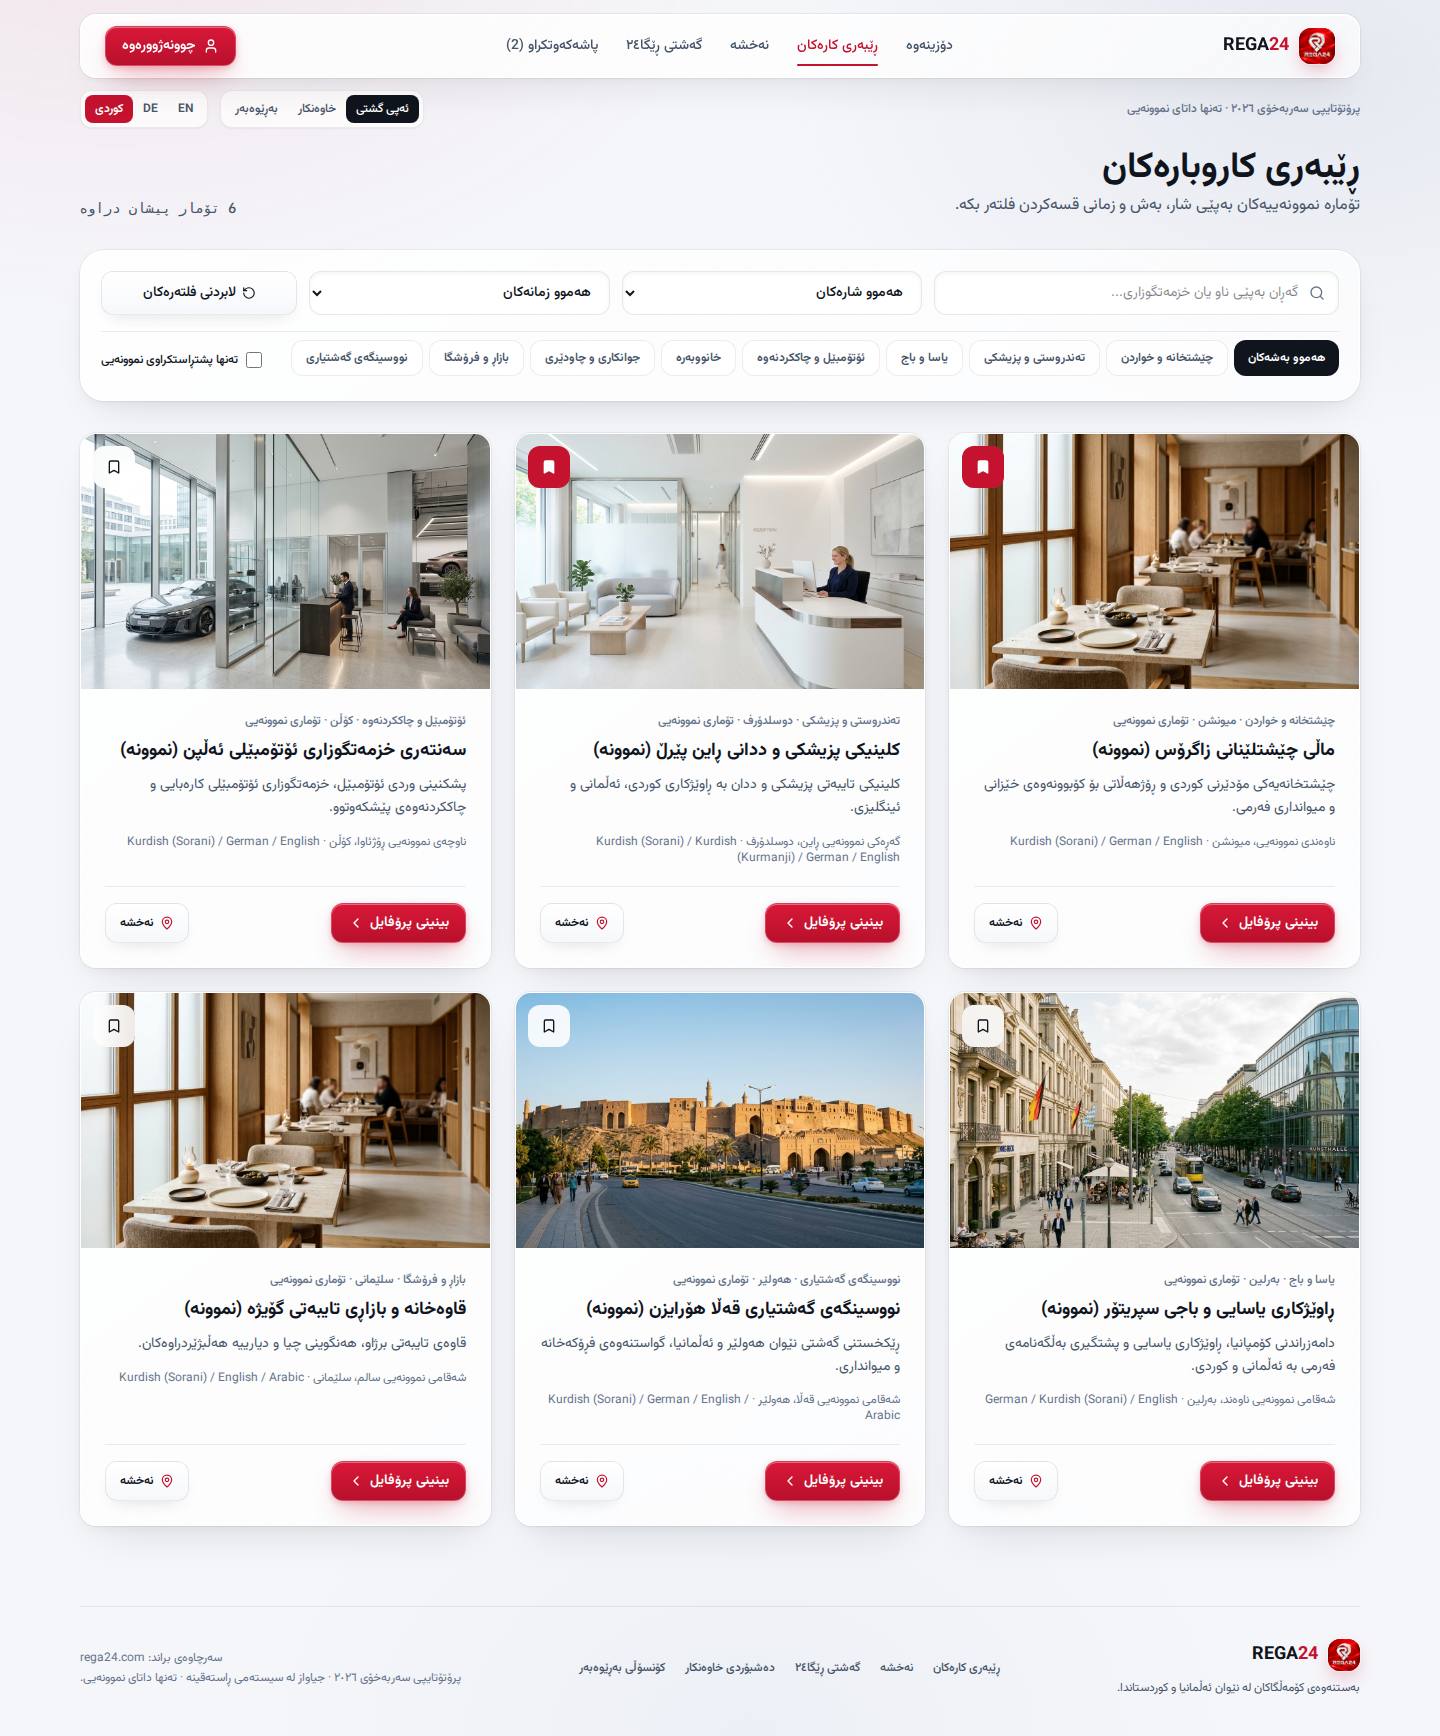 REGA24
دۆزینەوە
ڕێبەری کارەکان
نەخشە
گەشتی ڕێگا٢٤
پاشەکەوتکراو (2)
چوونەژوورەوە
پرۆتۆتایپی سەربەخۆی ٢٠٢٦ · تەنها داتای نموونەیی
ئەپی گشتی
خاوەنکار
بەڕێوەبەر
EN
DE
کوردی
ڕێبەری کاروبارەکان
تۆمارە نموونەییەکان بەپێی شار، بەش و زمانی قسەکردن فلتەر بکە.
6 تۆمار پیشان دراوە
گەڕان بەپێی ناو یان خزمەتگوزاری...
هەموو شارەکان
هەموو زمانەکان
لابردنی فلتەرەکان
هەموو بەشەکان
چێشتخانە و خواردن
تەندروستی و پزیشکی
یاسا و باج
ئۆتۆمبێل و چاککردنەوە
خانووبەرە
جوانکاری و چاودێری
بازاڕ و فرۆشگا
نووسینگەی گەشتیاری
تەنها پشتڕاستکراوی نموونەیی
چێشتخانە و خواردن · میونشن · تۆماری نموونەیی
ماڵی چێشتلێنانی زاگرۆس (نموونە)
چێشتخانەیەکی مۆدێرنی کوردی و ڕۆژهەڵاتی بۆ کۆبوونەوەی خێزانی
و میوانداری فەرمی.
ناوەندی نموونەیی، میونشن · Kurdish (Sorani) / German / English
بینینی پرۆفایل
نەخشە
RECEPTION
تەندروستی و پزیشکی · دوسلدۆرف · تۆماری نموونەیی
کلینیکی پزیشکی و ددانی ڕاین پێرڵ (نموونە)
کلینیکی تایبەتی پزیشکی و ددان بە ڕاوێژکاری کوردی، ئەڵمانی و
ئینگلیزی.
گەڕەکی نموونەیی ڕاین، دوسلدۆرف · Kurdish (Sorani) / Kurdish
(Kurmanji) / German / English
بینینی پرۆفایل
نەخشە
ئۆتۆمبێل و چاککردنەوە · کۆڵن · تۆماری نموونەیی
سەنتەری خزمەتگوزاری ئۆتۆمبێلی ئەڵپن (نموونە)
پشکنینی وردی ئۆتۆمبێل، خزمەتگوزاری ئۆتۆمبێلی کارەبایی و
چاککردنەوەی پێشکەوتوو.
ناوچەی نموونەیی ڕۆژئاوا، کۆڵن · Kurdish (Sorani) / German / English
بینینی پرۆفایل
نەخشە
KUNSTHALLE
یاسا و باج · بەرلین · تۆماری نموونەیی
ڕاوێژکاری یاسایی و باجی سپریتۆر (نموونە)
دامەزراندنی کۆمپانیا، ڕاوێژکاری یاسایی و پشتگیری بەڵگەنامەی
فەرمی بە ئەڵمانی و کوردی.
شەقامی نموونەیی ناوەند، بەرلین · German / Kurdish (Sorani) / English
بینینی پرۆفایل
نەخشە
نووسینگەی گەشتیاری · هەولێر · تۆماری نموونەیی
نووسینگەی گەشتیاری قەڵا هۆرایزن (نموونە)
ڕێکخستنی گەشتی نێوان هەولێر و ئەڵمانیا، گواستنەوەی فڕۆکەخانە
و میوانداری.
شەقامی نموونەیی قەڵا، هەولێر · Kurdish (Sorani) / German / English /
Arabic
بینینی پرۆفایل
نەخشە
بازاڕ و فرۆشگا · سلێمانی · تۆماری نموونەیی
قاوەخانە و بازاڕی تایبەتی گۆیژە (نموونە)
قاوەی تایبەتی برژاو، هەنگوینی چیا و دیارییە هەڵبژێردراوەکان.
شەقامی نموونەیی سالم، سلێمانی · Kurdish (Sorani) / English / Arabic
بینینی پرۆفایل
نەخشە
REGA24
بەستنەوەی کۆمەڵگاکان لە نێوان ئەڵمانیا و کوردستاندا.
ڕێبەری کارەکان
نەخشە
گەشتی ڕێگا٢٤
دەشبۆردی خاوەنکار
کۆنسۆڵی بەڕێوەبەر
سەرچاوەی براند: rega24.com
پرۆتۆتایپی سەربەخۆی ٢٠٢٦ · جیاواز لە سیستەمی ڕاستەقینە · تەنها داتای نموونەیی.